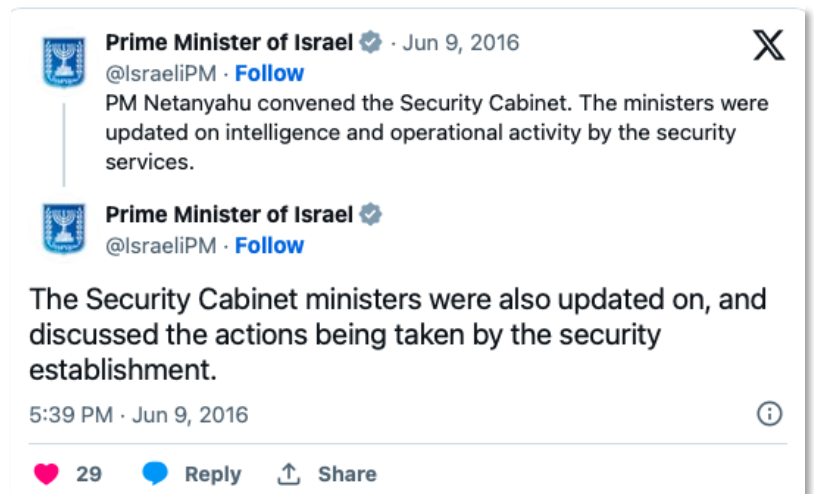 Prime Minister of Israel · Jun 9, 2016
@IsraeliPM · Follow
PM Netanyahu convened the Security Cabinet. The ministers were
updated on intelligence and operational activity by the security
services.
Prime Minister of Israel
@IsraeliPM · Follow
The Security Cabinet ministers were also updated on, and
discussed the actions being taken by the security
establishment.
5:39 PM · Jun 9, 2016
29 Reply Share